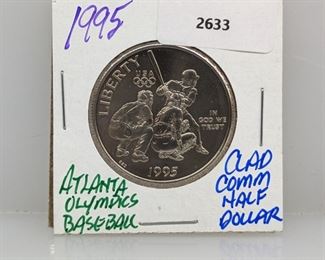 1995
2633
LIBERTY
USA
IN
GOD WE
TRUST
1995
ATLANTA
OLYMPICS
BASEBALL
CLAD
COMM
HALF
DOLLAR